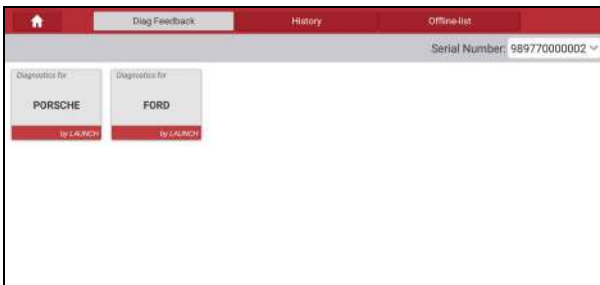 Diag Feedback History Offline-list
Serial Number: 989770000002
Diagnostics for Diagnostics for
PORSCHE FORD
by LAUNCH by LAUNCH